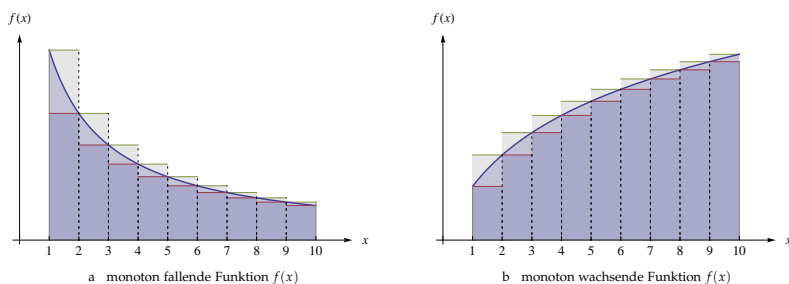 f(x)
x
1 2 3 4 5 6 7 8 9 10
a monoton fallende Funktion f(x)
f(x)
x
1 2 3 4 5 6 7 8 9 10
b monoton wachsende Funktion f(x)